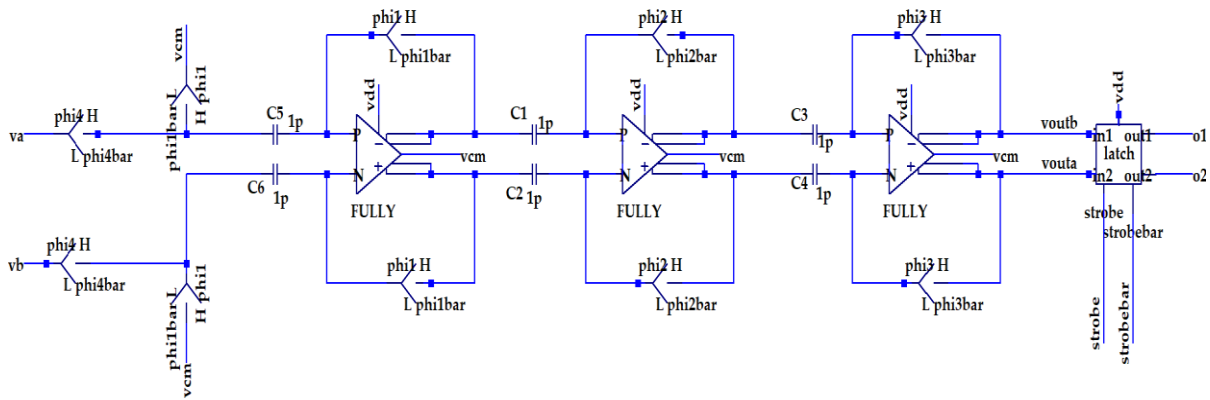 phi1 H
L phi1bar
phi2 H
L phi2bar
phi3 H
L phi3bar
vcm
phi1bar L
H phi1
va
phi4 H
L phi4bar
C5
1p
C6
1p
vdd
P
N
FULLY
vcm
C1
1p
C2
1p
vdd
P
N
FULLY
vcm
C3
1p
C4
1p
vdd
P
N
FULLY
vcm
voutb
vouta
vdd
in1 out1
latch
in2 out2
o1
o2
strobe
strobebar
strobe
strobebar
vb
phi4 H
L phi4bar
phi1bar L
H phi1
vcm
phi1 H
L phi1bar
phi2 H
L phi2bar
phi3 H
L phi3bar